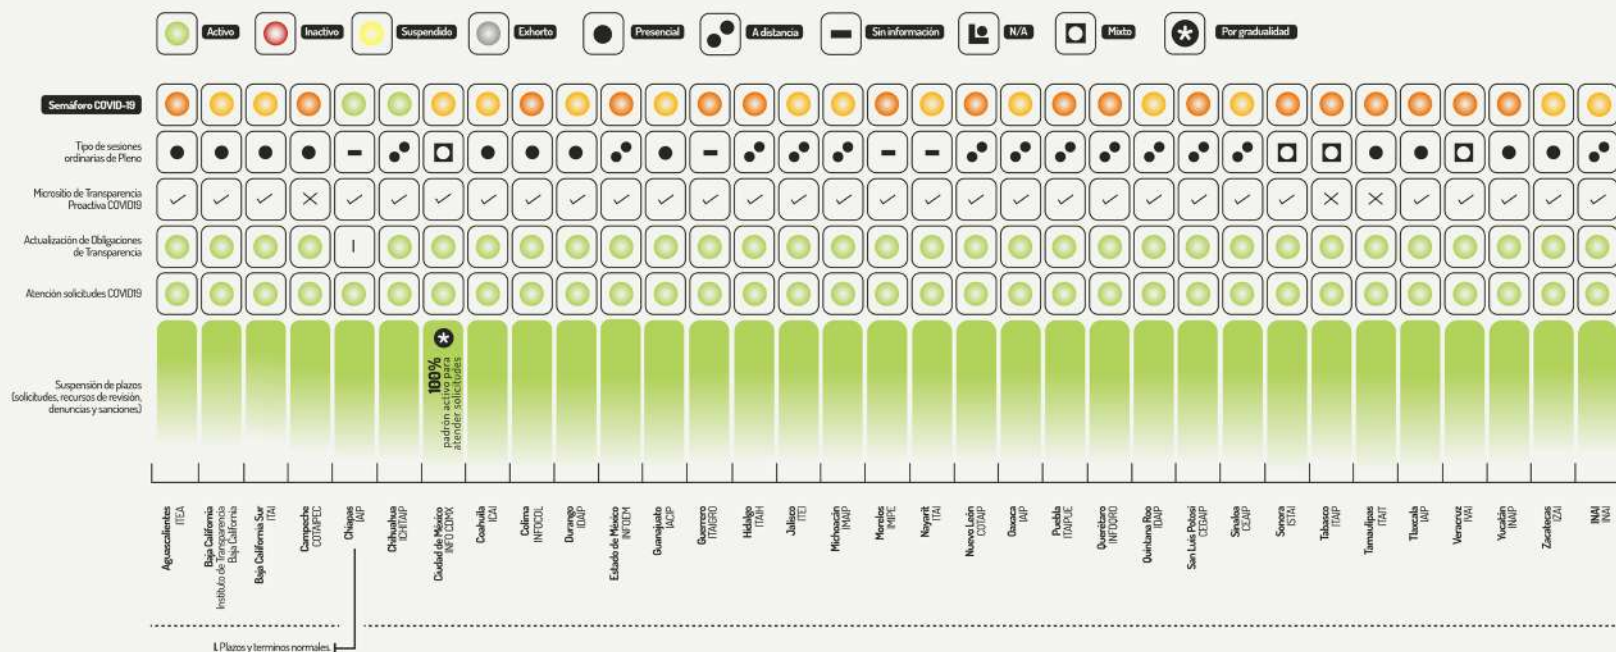 Activo
Inactivo
Suspendido
Exhorto
Presencial
A distancia
Sin información
N/A
Mixto
Por gradualidad
Semáforo COVID-19
Tipo de sesiones
ordinarias de Pleno
Micrositio de Transparencia
Proactiva COVID19
Actualización de Obligaciones
de Transparencia
Atención solicitudes COVID19
Suspensión de plazos
(solicitudes, recursos de revisión,
denuncias y sanciones)
100%
padrón activo para
atender solicitudes
Aguascalientes
ITEA
Baja California
Instituto de Transparencia
Baja California
Baja California Sur
ITAI
Campeche
COTAIPEC
Chiapas
IAIP
Chihuahua
ICHITAIP
Ciudad de México
INFO CDMX
Coahuila
ICAI
Colima
INFOCOL
Durango
IDAIP
Estado de México
INFOEM
Guanajuato
IACIP
Guerrero
ITAIGRO
Hidalgo
ITAIH
Jalisco
ITEI
Michoacán
IMAIP
Morelos
IMIPE
Nayarit
ITAI
Nuevo León
COTAIP
Oaxaca
IAIP
Puebla
ITAIPUE
Querétaro
INFOQRO
Quintana Roo
IDAIP
San Luis Potosí
CEGAIP
Sinaloa
CEAIP
Sonora
ISTAI
Tabasco
ITAIP
Tamaulipas
ITAIT
Tlaxcala
IAIP
Veracruz
IVAI
Yucatán
INAIP
Zacatecas
IZAI
INAI
INAI
I. Plazos y terminos normales.